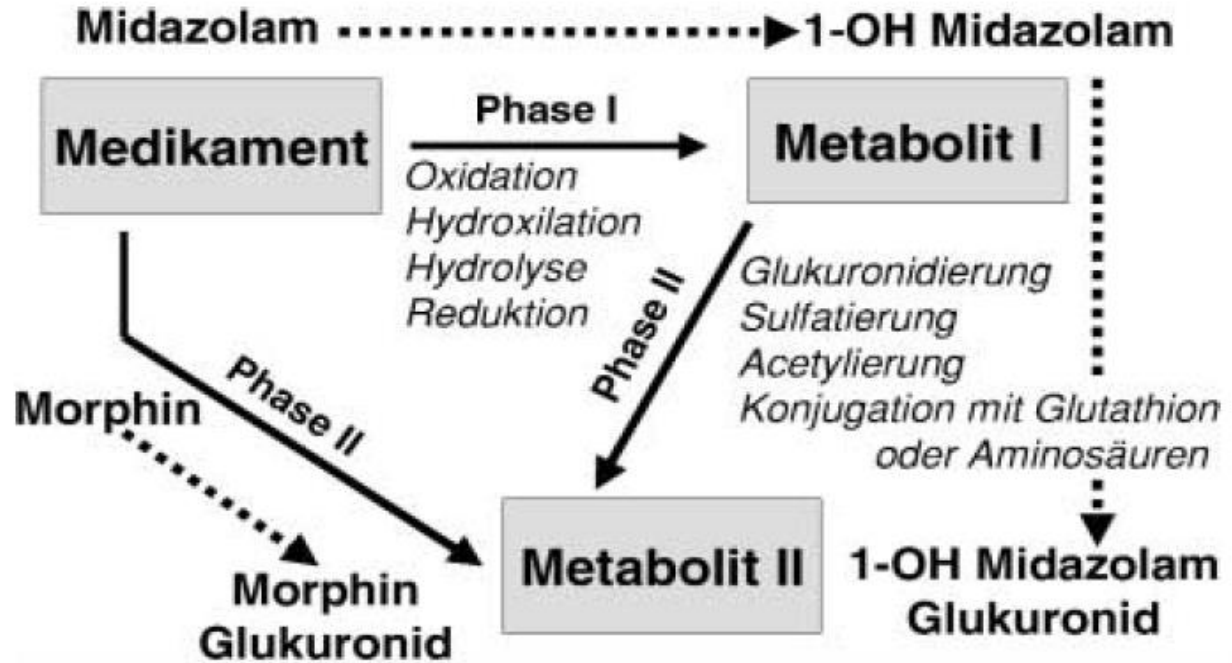 Midazolam
1-OH Midazolam
Medikament
Phase I
Metabolit I
Oxidation
Hydroxilation
Hydrolyse
Reduktion
Phase II
Glukuronidierung
Sulfatierung
Acetylierung
Konjugation mit Glutathion
oder Aminosäuren
Morphin
Phase II
Morphin
Glukuronid
Metabolit II
1-OH Midazolam
Glukuronid